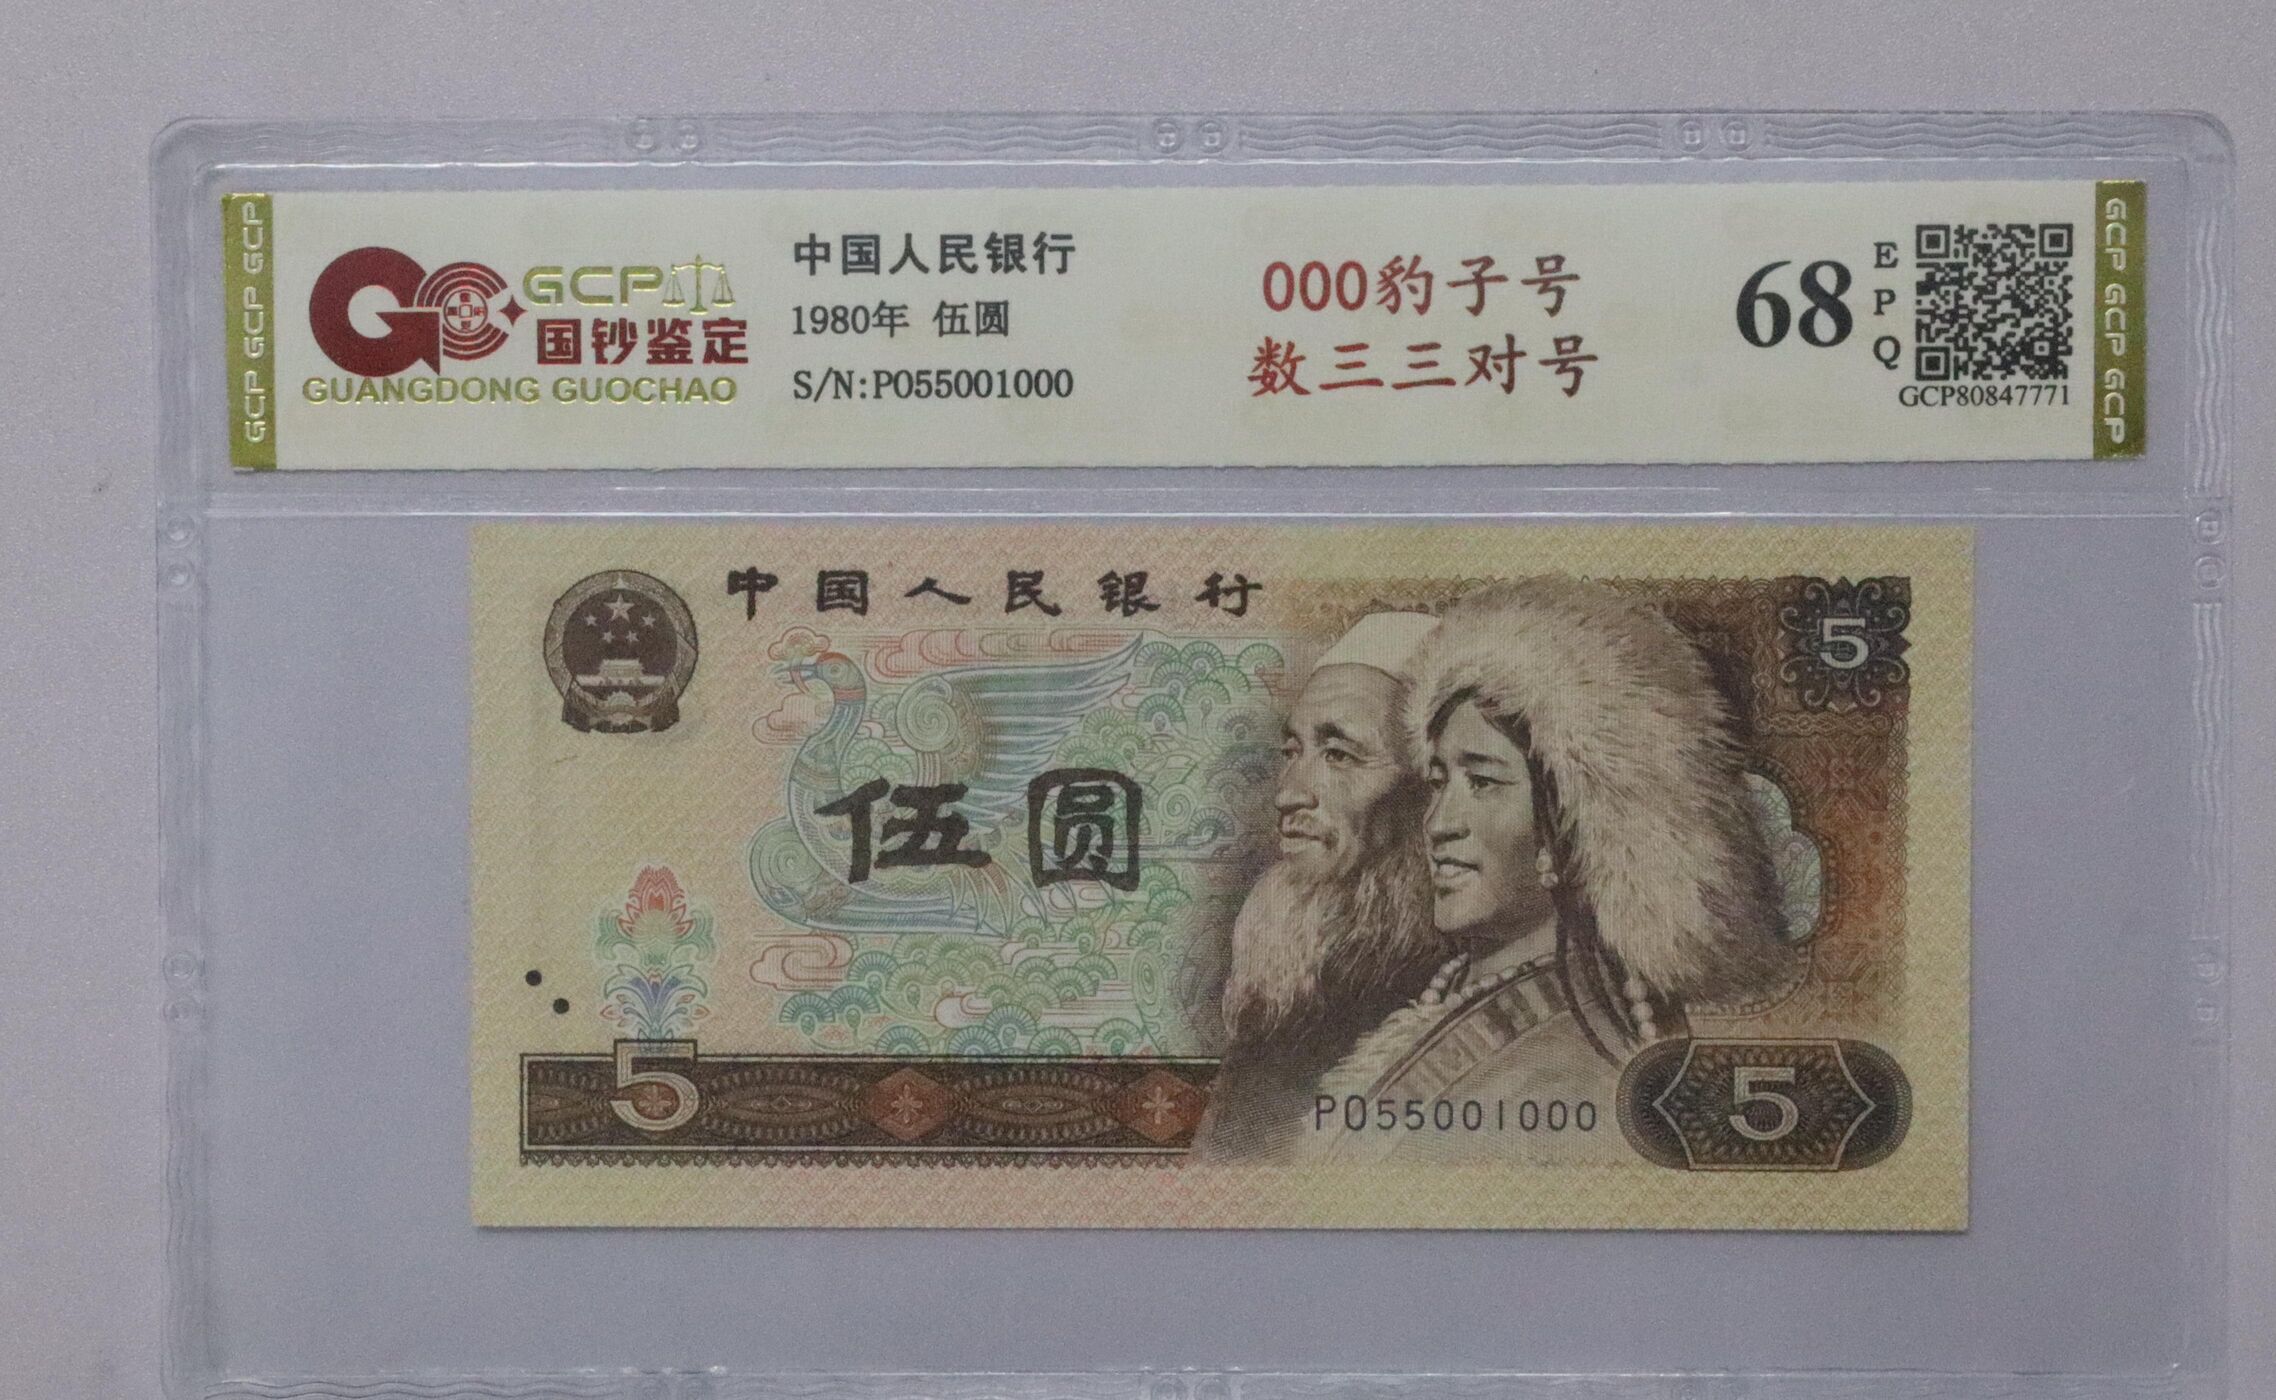 GCP GCP GCP
GCP
国钞鉴定
GUANGDONG GUOCHAO
中国人民银行
1980年 伍圆
S/N:PO55001000
000豹子号
数三三对号
68
E
P
Q
GCP80847771
GCP GCP GCP
中国人民银行
5
伍圆
5
PO55001000
5